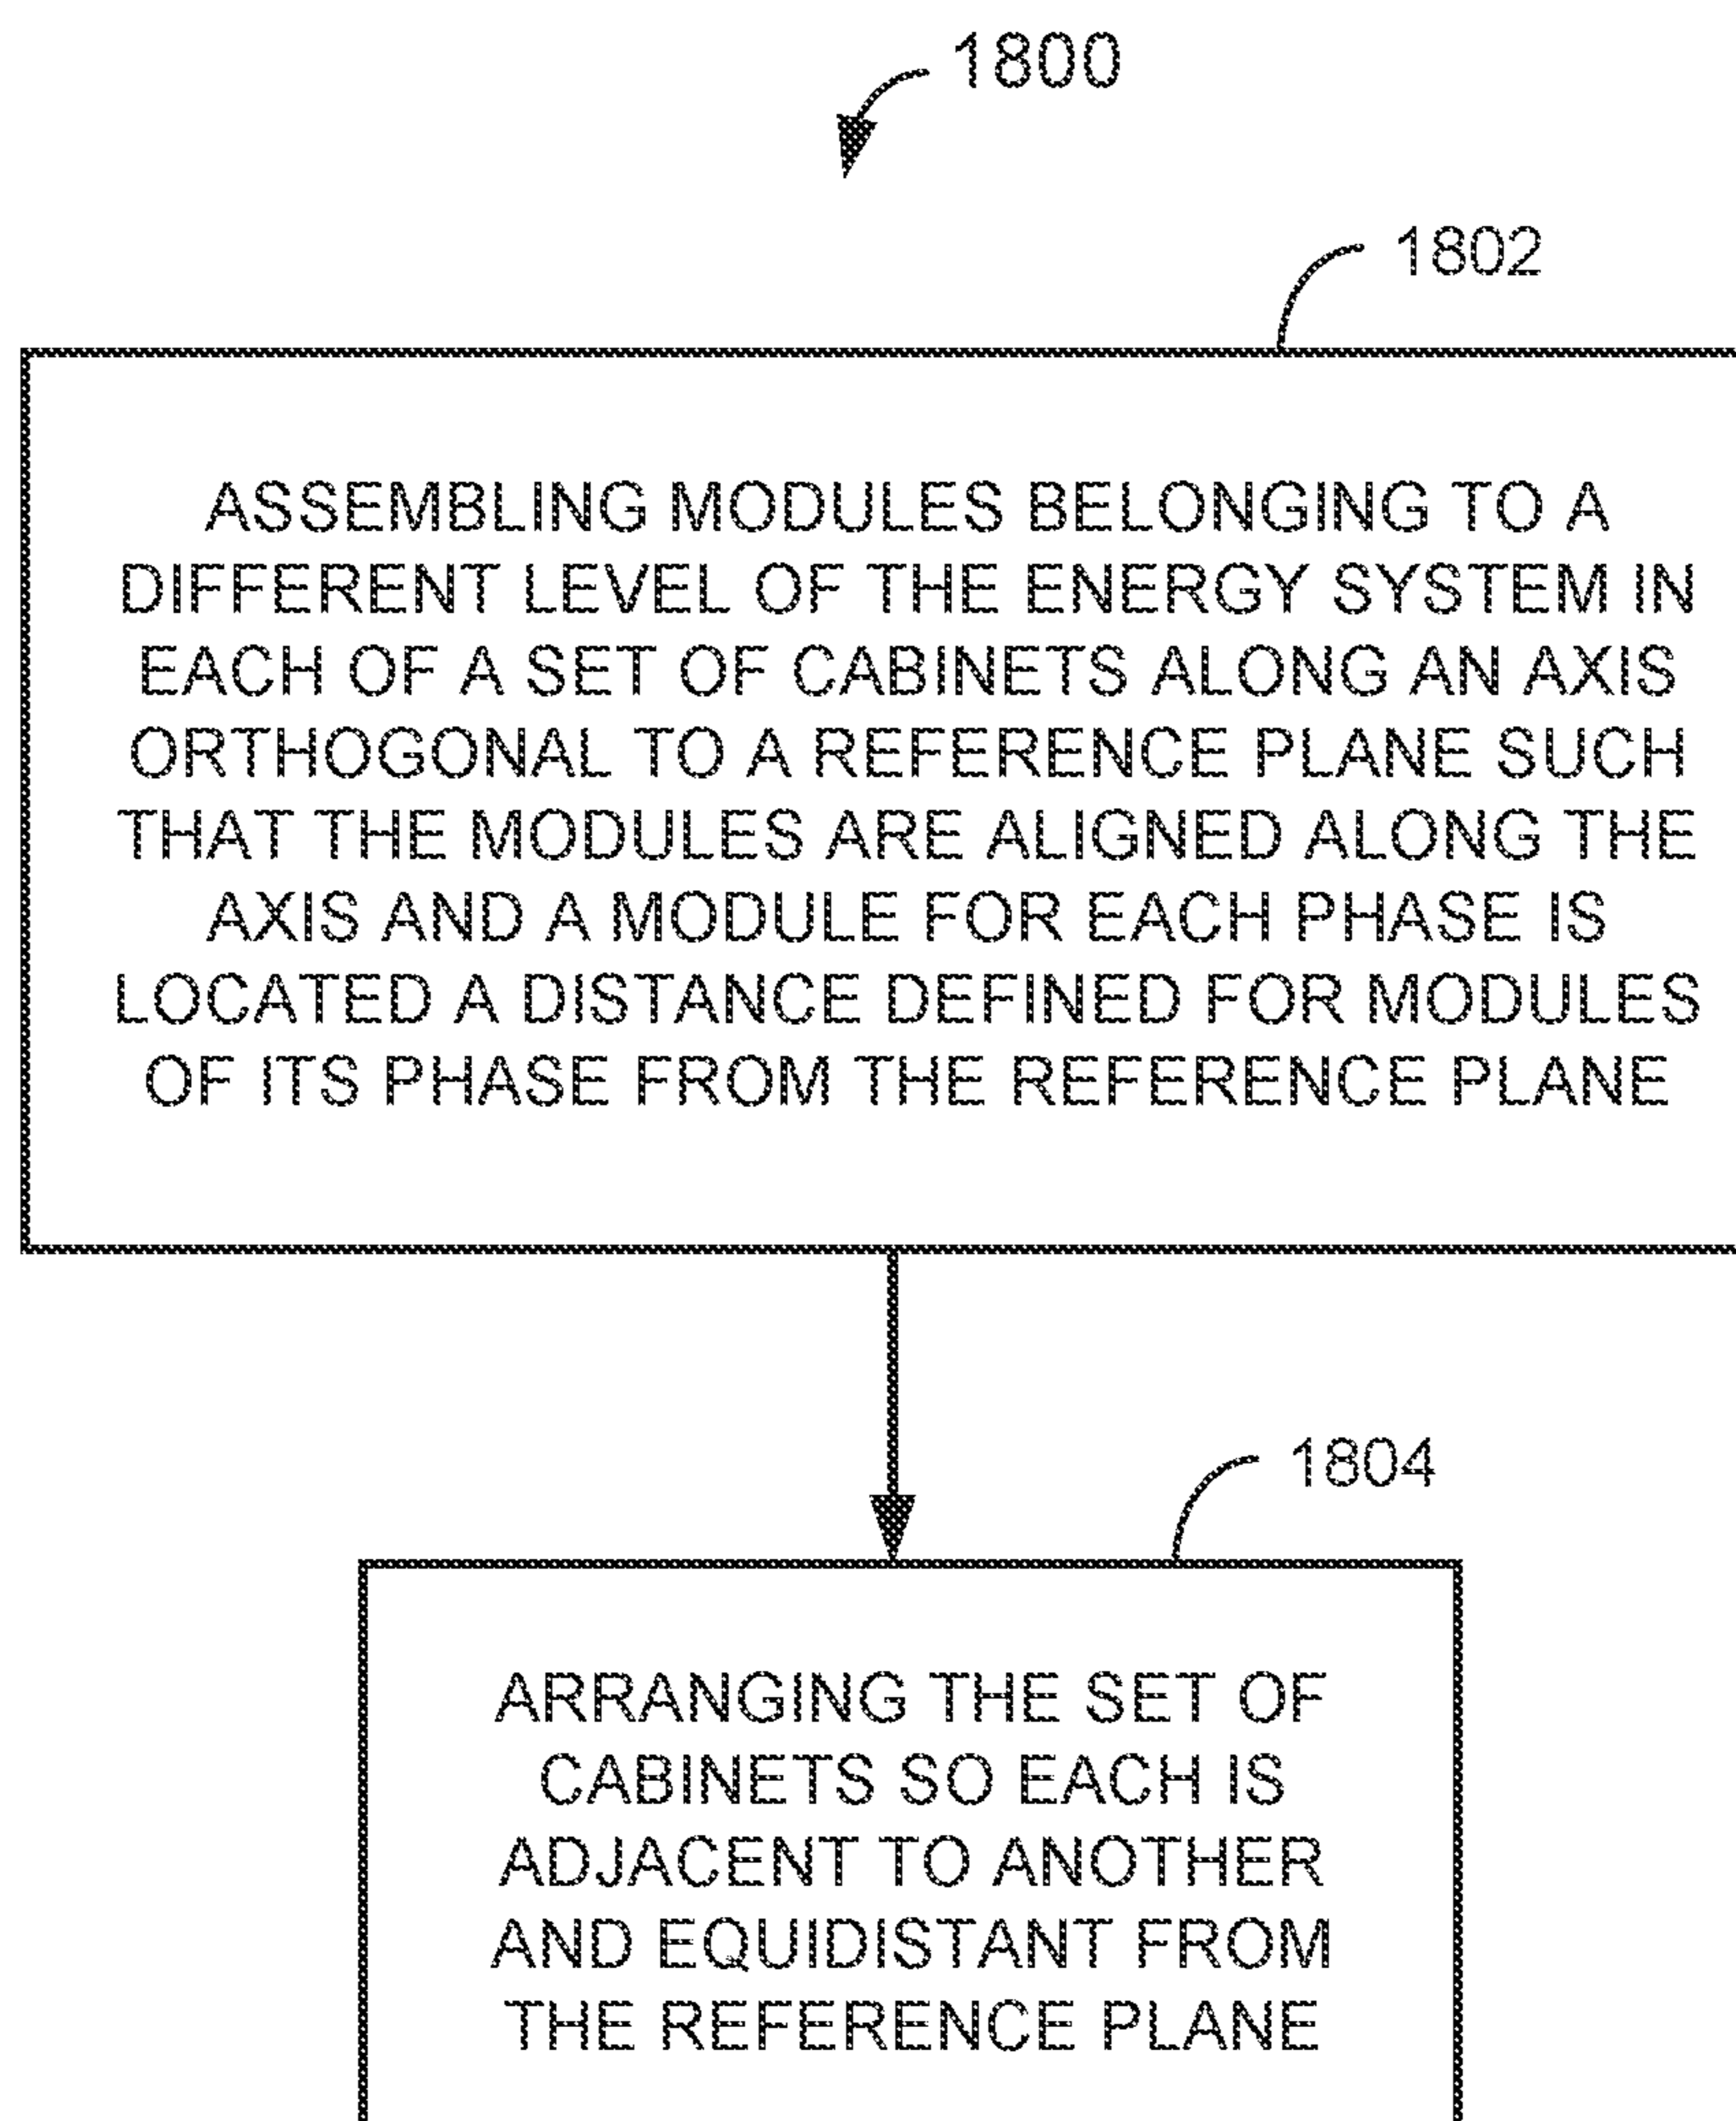 1800
1802
ASSEMBLING MODULES BELONGING TO A
DIFFERENT LEVEL OF THE ENERGY SYSTEM IN
EACH OF A SET OF CABINETS ALONG AN AXIS
ORTHOGONAL TO A REFERENCE PLANE SUCH
THAT THE MODULES ARE ALIGNED ALONG THE
AXIS AND A MODULE FOR EACH PHASE IS
LOCATED A DISTANCE DEFINED FOR MODULES
OF ITS PHASE FROM THE REFERENCE PLANE
1804
ARRANGING THE SET OF
CABINETS SO EACH IS
ADJACENT TO ANOTHER
AND EQUIDISTANT FROM
THE REFERENCE PLANE